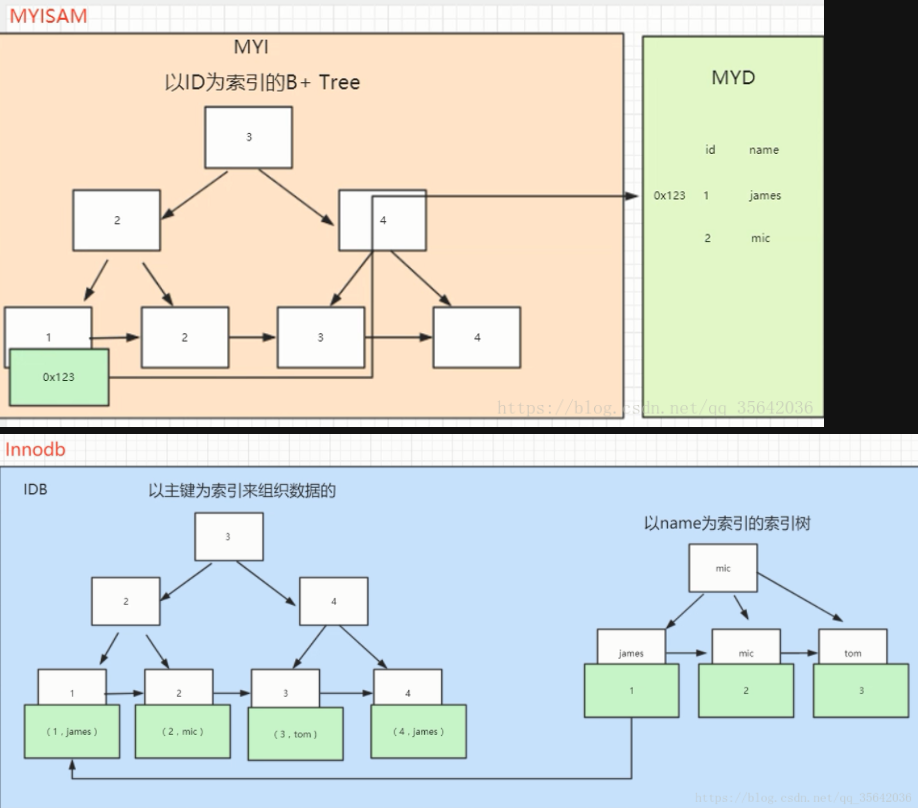 MYISAM
MYI
以ID为索引的B+ Tree
3
2
4
1
2
3
4
0x123
MYD
id name
0x123 1 james
2 mic
https://blog.csdn.net/qq_35642036
Innodb
IDB
以主键为索引来组织数据的
3
2
4
1
2
3
4
(1,james)
(2,mic)
(3,tom)
(4,james)
以name为索引的索引树
mic
james
mic
tom
1
2
3
https://blog.csdn.net/qq_35642036